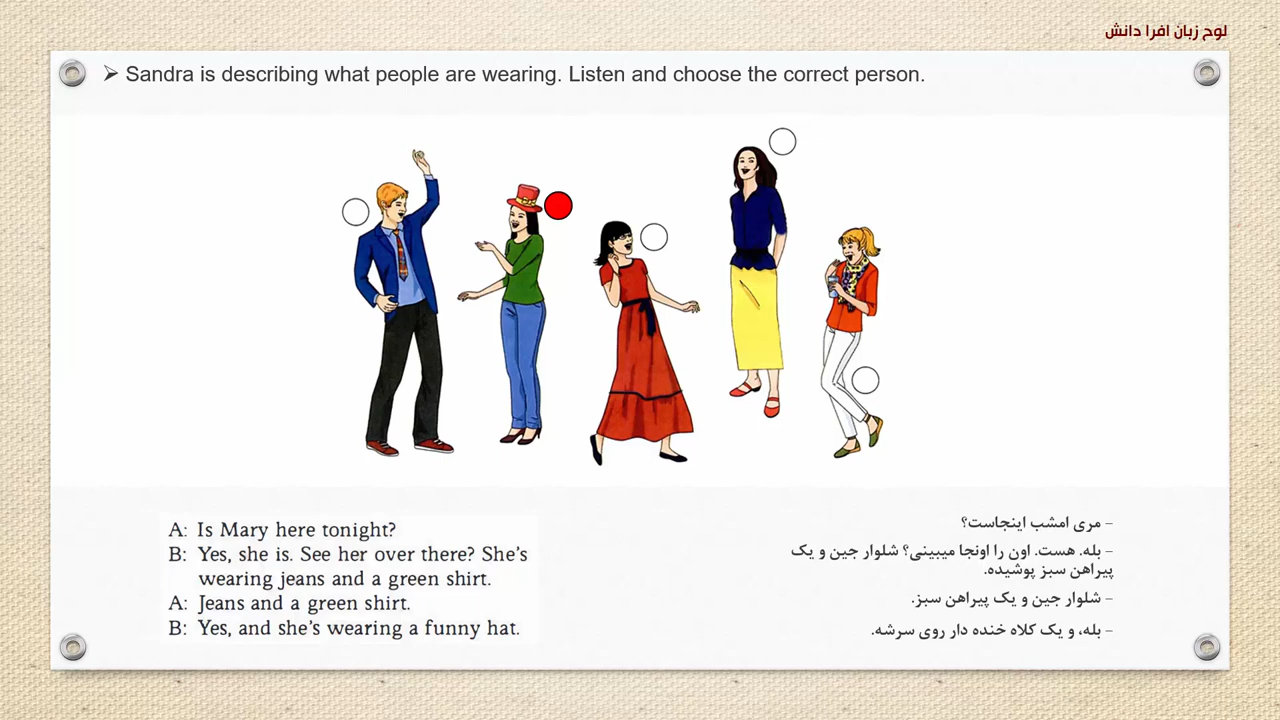 لوح زبان افرا دانش
Sandra is describing what people are wearing. Listen and choose the correct person.
A: Is Mary here tonight?
B: Yes, she is. See her over there? She's
wearing jeans and a green shirt.
A: Jeans and a green shirt.
B: Yes, and she's wearing a funny hat.
– مری امشب اینجاست؟
– بله. هست. اون را اونجا میبینی؟ شلوار جین و یک
پیراهن سبز پوشیده.
– شلوار جین و یک پیراهن سبز.
– بله، و یک کلاه خنده دار روی سرشه.